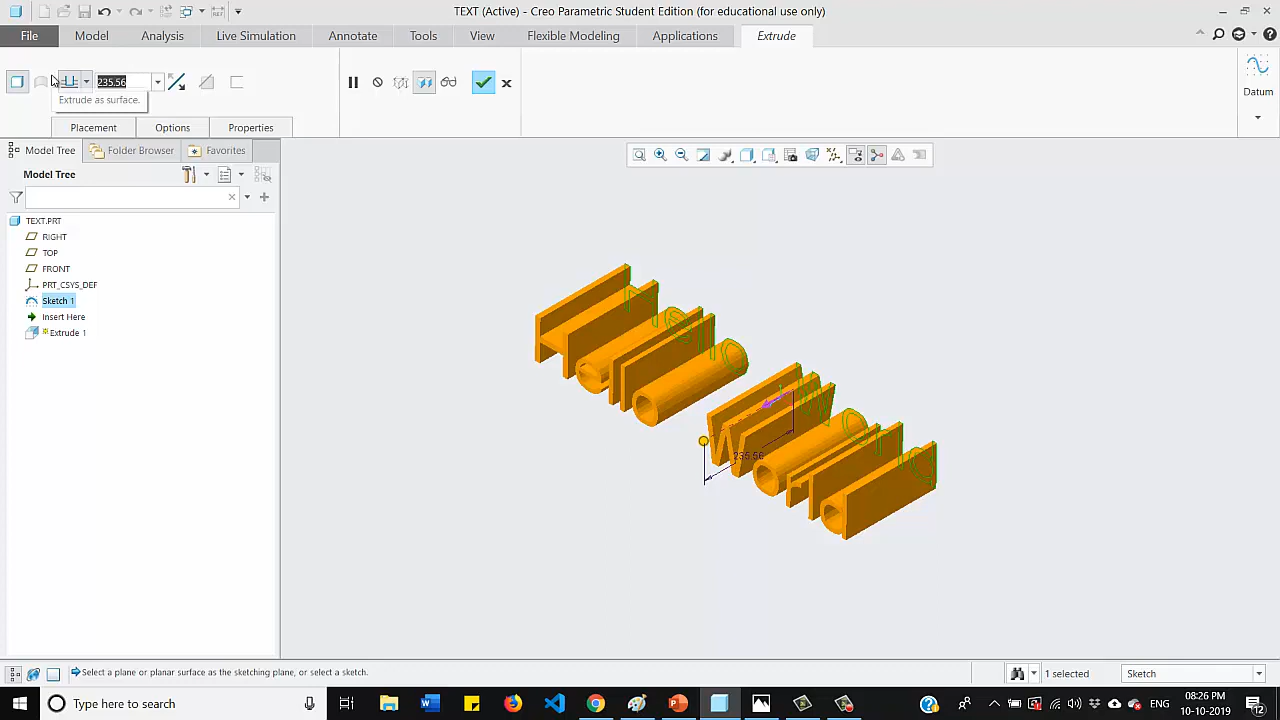 TEXT (Active) - Creo Parametric Student Edition (for educational use only)
File Model Analysis Live Simulation Annotate Tools View Flexible Modeling Applications Extrude
235.56
Extrude as surface.
Datum
Placement Options Properties
Model Tree Folder Browser Favorites
Model Tree
TEXT.PRT
RIGHT
TOP
FRONT
PRT_CSYS_DEF
Sketch 1
Insert Here
Extrude 1
Hello World
235.56
Select a plane or planar surface as the sketching plane, or select a sketch.
1 selected
Sketch
Type here to search
ENG
08:26 PM
10-10-2019